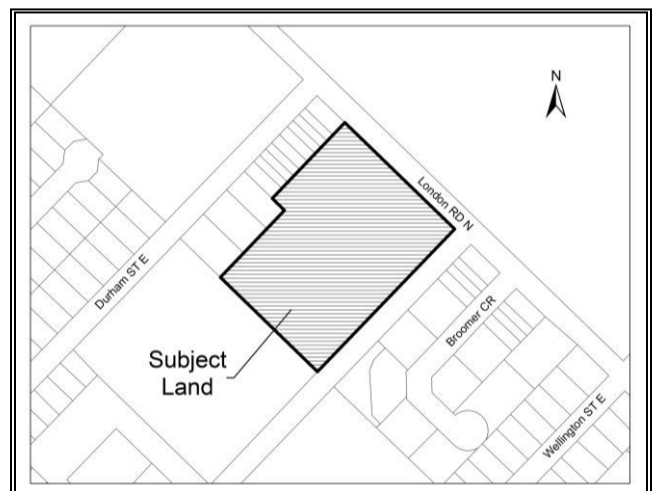 N
London RD N
Durham ST E
Broomer CR
Subject
Land
Wellington ST E